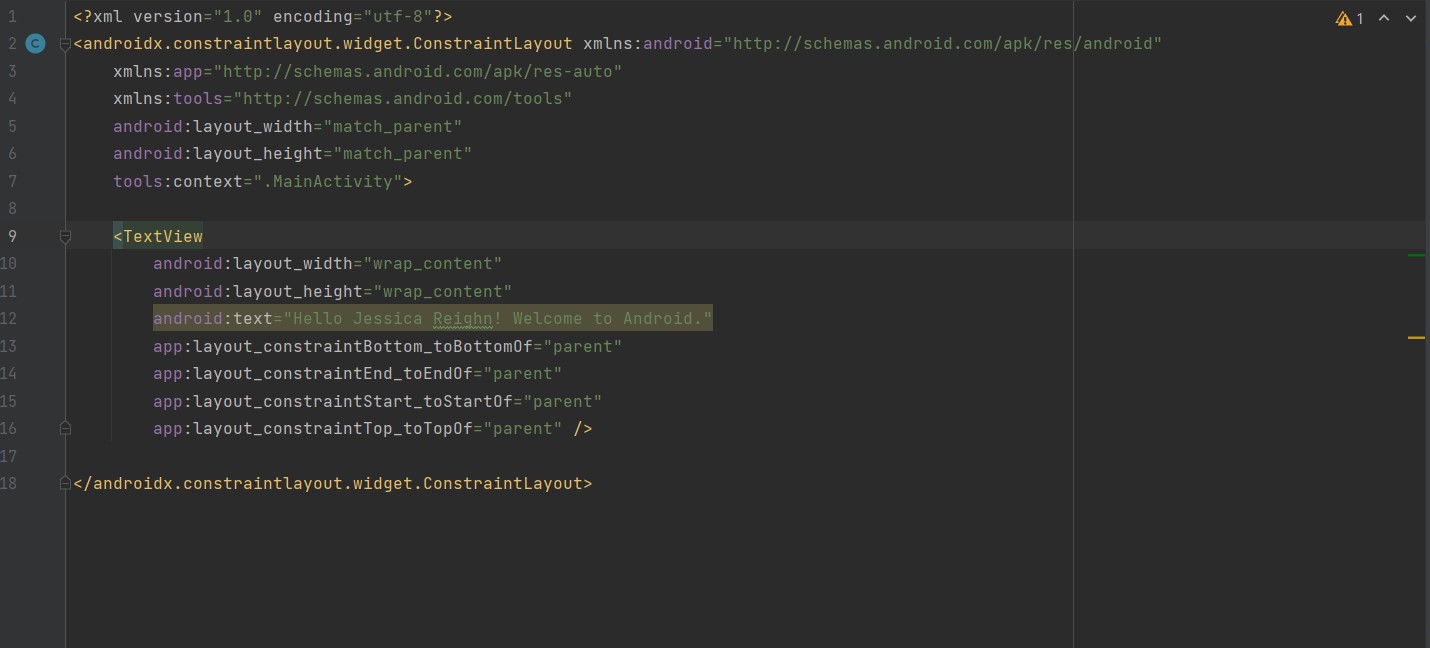 1 <?xml version="1.0" encoding="utf-8"?>
1
2 C <androidx.constraintlayout.widget.ConstraintLayout xmlns:android="http://schemas.android.com/apk/res/android"
3 xmlns:app="http://schemas.android.com/apk/res-auto"
4 xmlns:tools="http://schemas.android.com/tools"
5 android:layout_width="match_parent"
6 android:layout_height="match_parent"
7 tools:context=".MainActivity">
8
9 <TextView
10 android:layout_width="wrap_content"
11 android:layout_height="wrap_content"
12 android:text="Hello Jessica Reighn! Welcome to Android."
13 app:layout_constraintBottom_toBottomOf="parent"
14 app:layout_constraintEnd_toEndOf="parent"
15 app:layout_constraintStart_toStartOf="parent"
16 app:layout_constraintTop_toTopOf="parent" />
17
18 </androidx.constraintlayout.widget.ConstraintLayout>